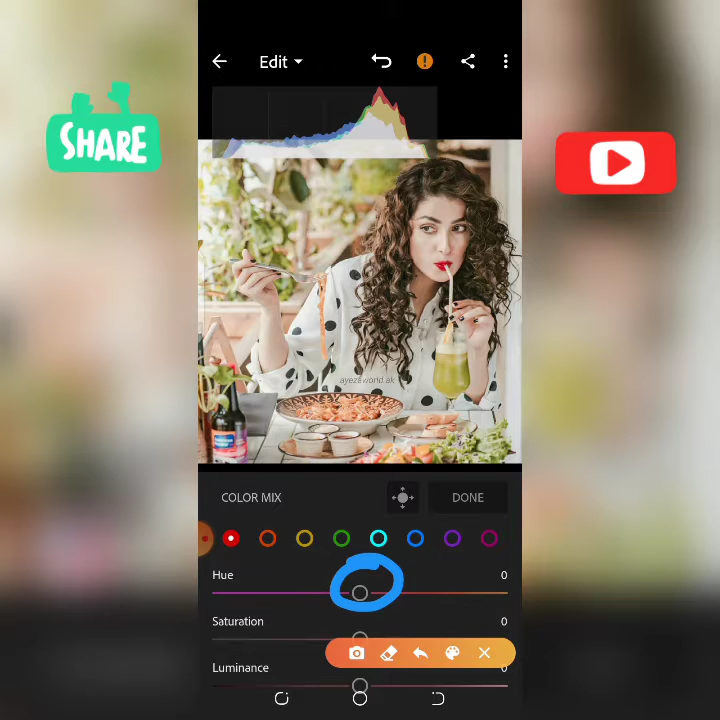 Edit
SHARE
ayezaworld.ak
COLOR MIX
DONE
Hue 0
Saturation 0
Luminance 0